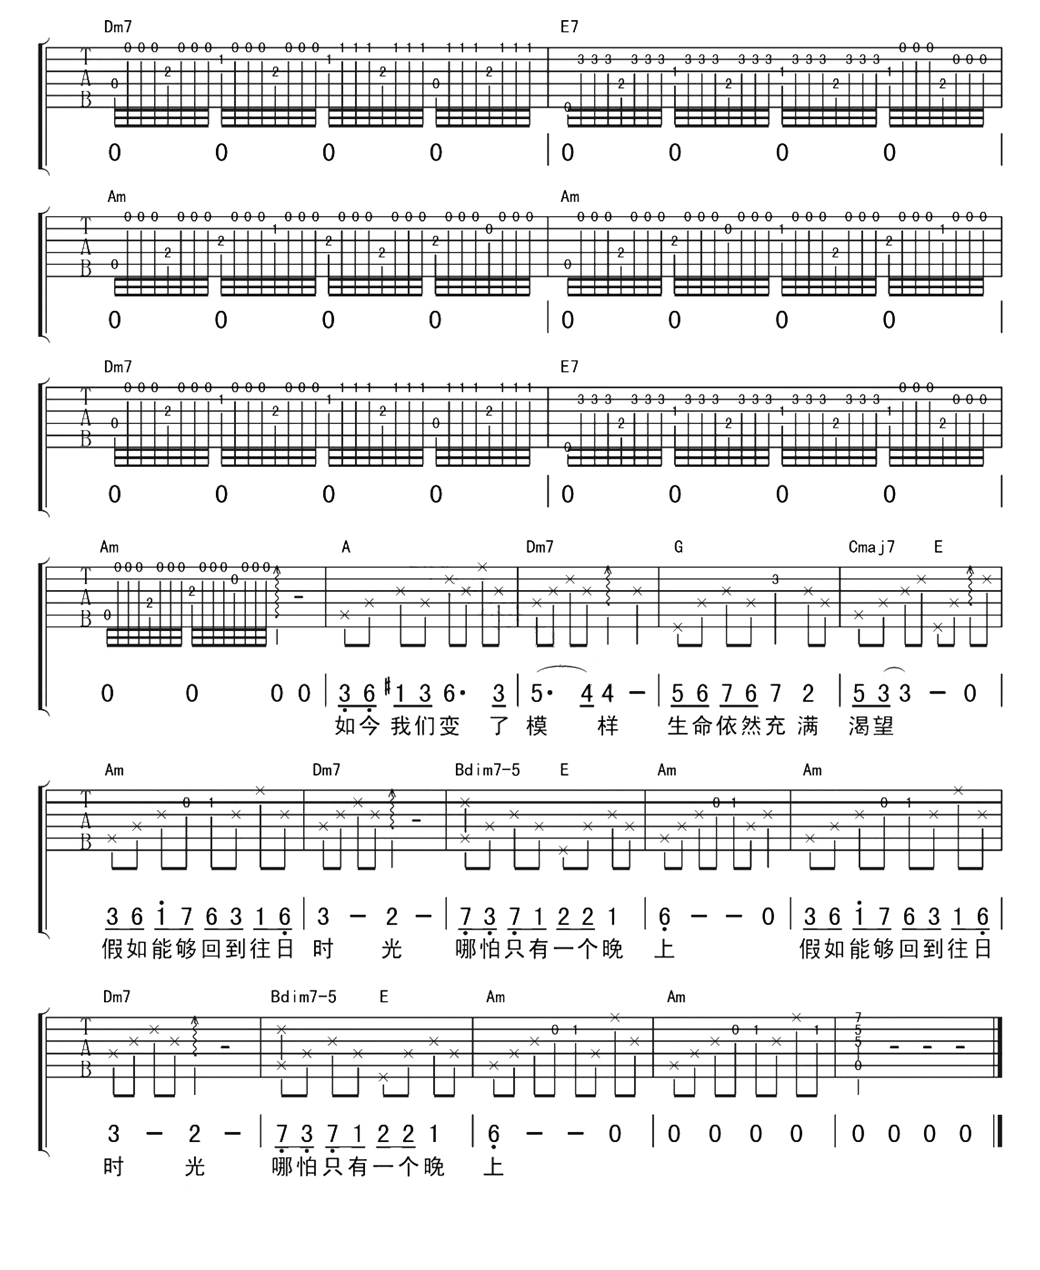 Dm7 E7
0 0 0 0 0 0 0 0
Am Am
0 0 0 0 0 0 0 0
Dm7 E7
0 0 0 0 0 0 0 0
Am A Dm7 G Cmaj7 E
0 0 0 0 | 3 6 #1 3 6· 3 | 5· 4 4 – | 5 6 7 6 7 2 | 5 3 3 – 0 |
如今 我们变 了 模 样 生命依然充 满 渴望
Am Dm7 Bdim7-5 E Am Am
3 6 1 7 6 3 1 6 | 3 – 2 – | 7 3 7 1 2 2 1 | 6 – – 0 | 3 6 1 7 6 3 1 6 |
假如能够回到往日 时 光 哪怕只有一个晚 上 假如能够回到往日
Dm7 Bdim7-5 E Am Am
3 – 2 – | 7 3 7 1 2 2 1 | 6 – – 0 | 0 0 0 0 | 0 0 0 0
时 光 哪怕只有一个晚 上